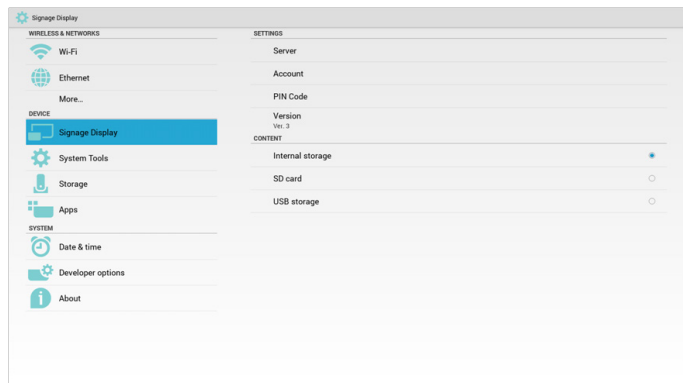 Signage Display
WIRELESS & NETWORKS
Wi-Fi
Ethernet
More...
DEVICE
Signage Display
System Tools
Storage
Apps
SYSTEM
Date & time
Developer options
About
SETTINGS
Server
Account
PIN Code
Version
Ver. 3
CONTENT
Internal storage
SD card
USB storage